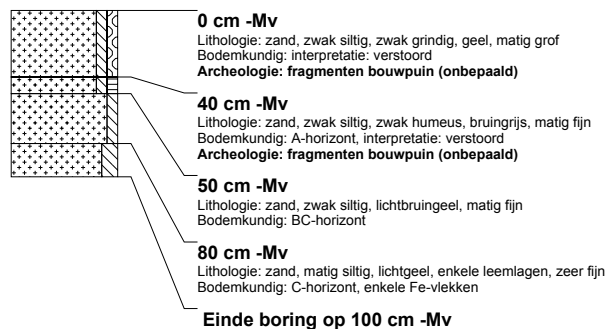 0 cm -Mv
Lithologie: zand, zwak siltig, zwak grindig, geel, matig grof
Bodemkundig: interpretatie: verstoord
Archeologie: fragmenten bouwpuin (onbepaald)
40 cm -Mv
Lithologie: zand, zwak siltig, zwak humeus, bruingrijs, matig fijn
Bodemkundig: A-horizont, interpretatie: verstoord
Archeologie: fragmenten bouwpuin (onbepaald)
50 cm -Mv
Lithologie: zand, zwak siltig, lichtbruingeel, matig fijn
Bodemkundig: BC-horizont
80 cm -Mv
Lithologie: zand, matig siltig, lichtgeel, enkele leemlagen, zeer fijn
Bodemkundig: C-horizont, enkele Fe-vlekken
Einde boring op 100 cm -Mv